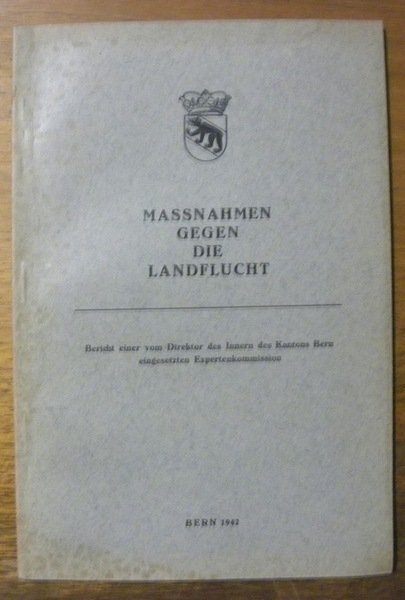 MASSNAHMEN
GEGEN
DIE
LANDFLUCHT
Bericht einer vom Direktor des Innern des Kantons Bern
eingesetzten Expertenkommission
BERN 1942